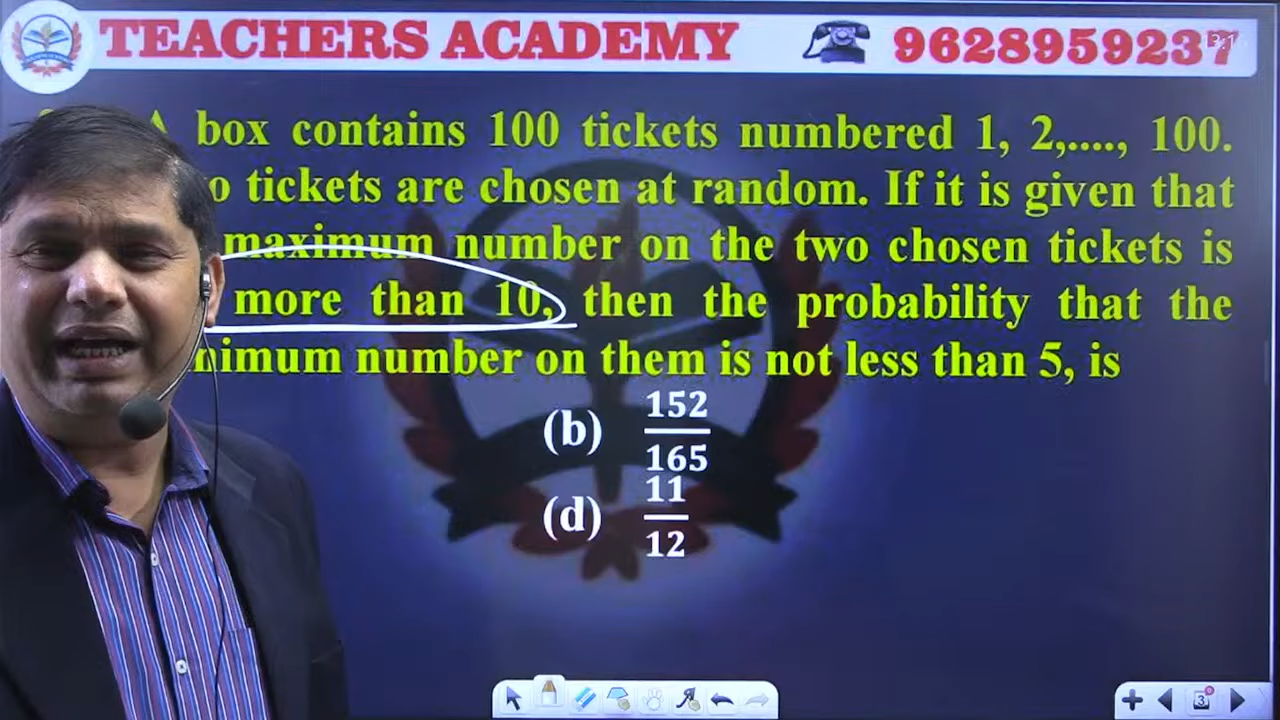 TEACHERS ACADEMY 9628959237
box contains 100 tickets numbered 1, 2,...., 100.
tickets are chosen at random. If it is given that
maximum number on the two chosen tickets is
more than 10, then the probability that the
nimum number on them is not less than 5, is
(b) 152
165
(d) 11
12
3